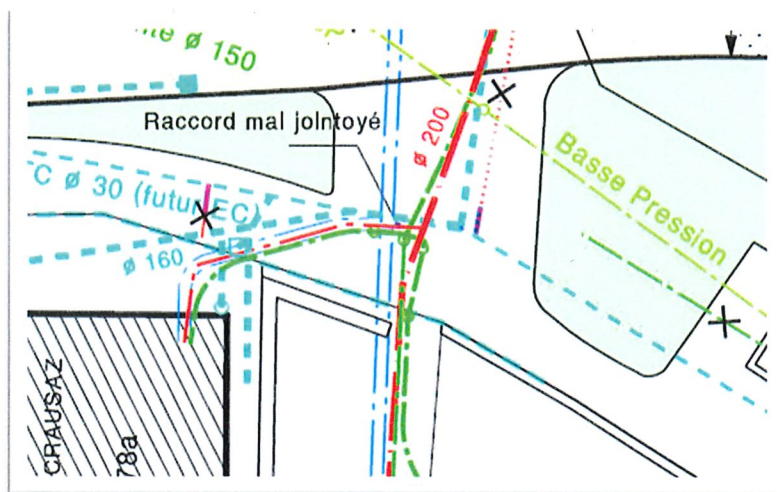 ø 150
Raccord mal jointoyé
ø 200
Basse Pression
C ø 30 (futur EC)
ø 160
CRAUSAZ
78a